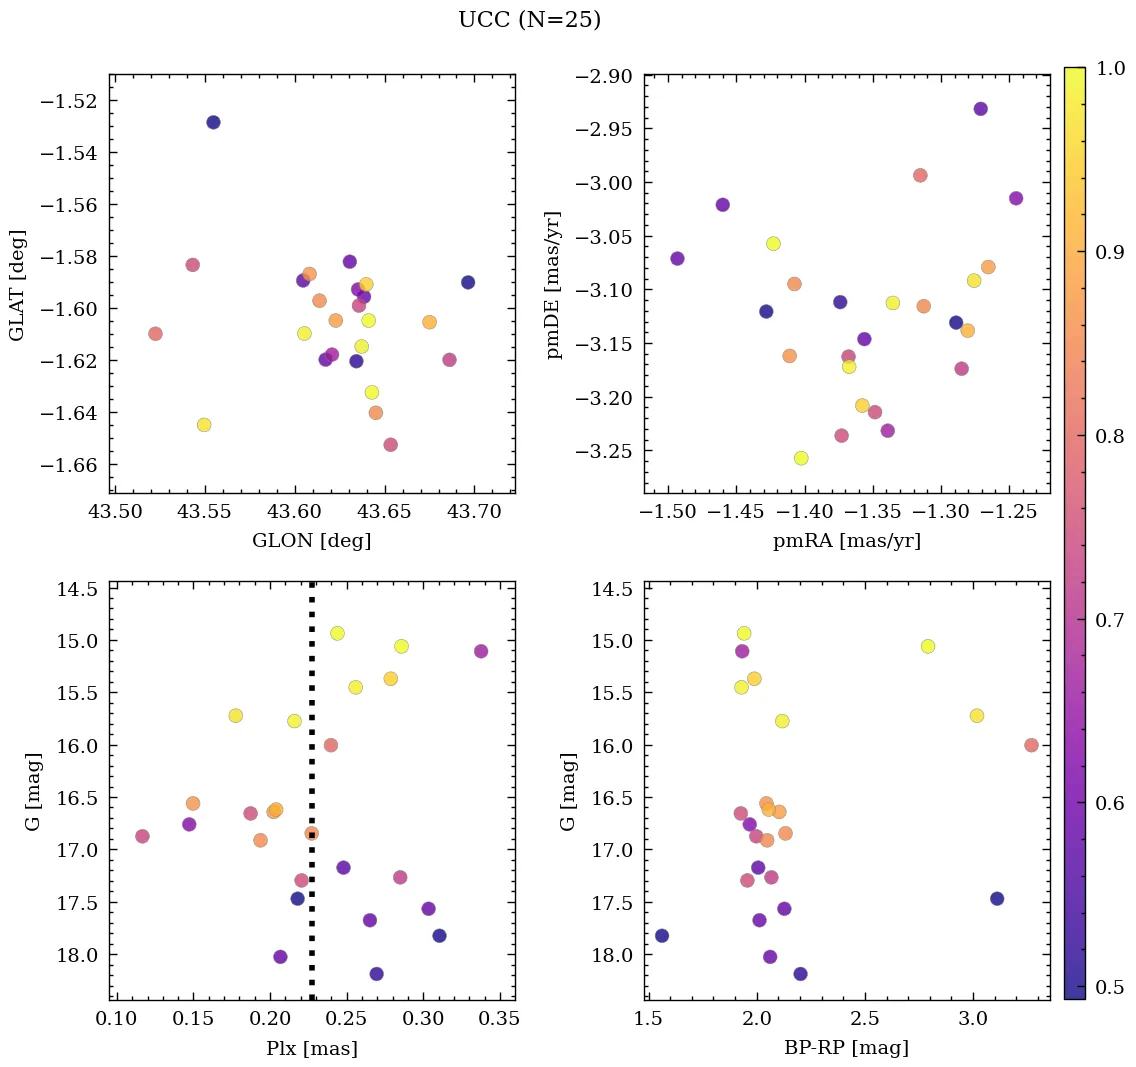 UCC (N=25)
−1.52
−1.54
−1.56
−1.58
−1.60
−1.62
−1.64
−1.66
GLAT [deg]
43.50 43.55 43.60 43.65 43.70
GLON [deg]
−2.90
−2.95
−3.00
−3.05
−3.10
−3.15
−3.20
−3.25
pmDE [mas/yr]
−1.50 −1.45 −1.40 −1.35 −1.30 −1.25
pmRA [mas/yr]
14.5
15.0
15.5
16.0
16.5
17.0
17.5
18.0
G [mag]
0.10 0.15 0.20 0.25 0.30 0.35
Plx [mas]
14.5
15.0
15.5
16.0
16.5
17.0
17.5
18.0
G [mag]
1.5 2.0 2.5 3.0
BP-RP [mag]
1.0
0.9
0.8
0.7
0.6
0.5